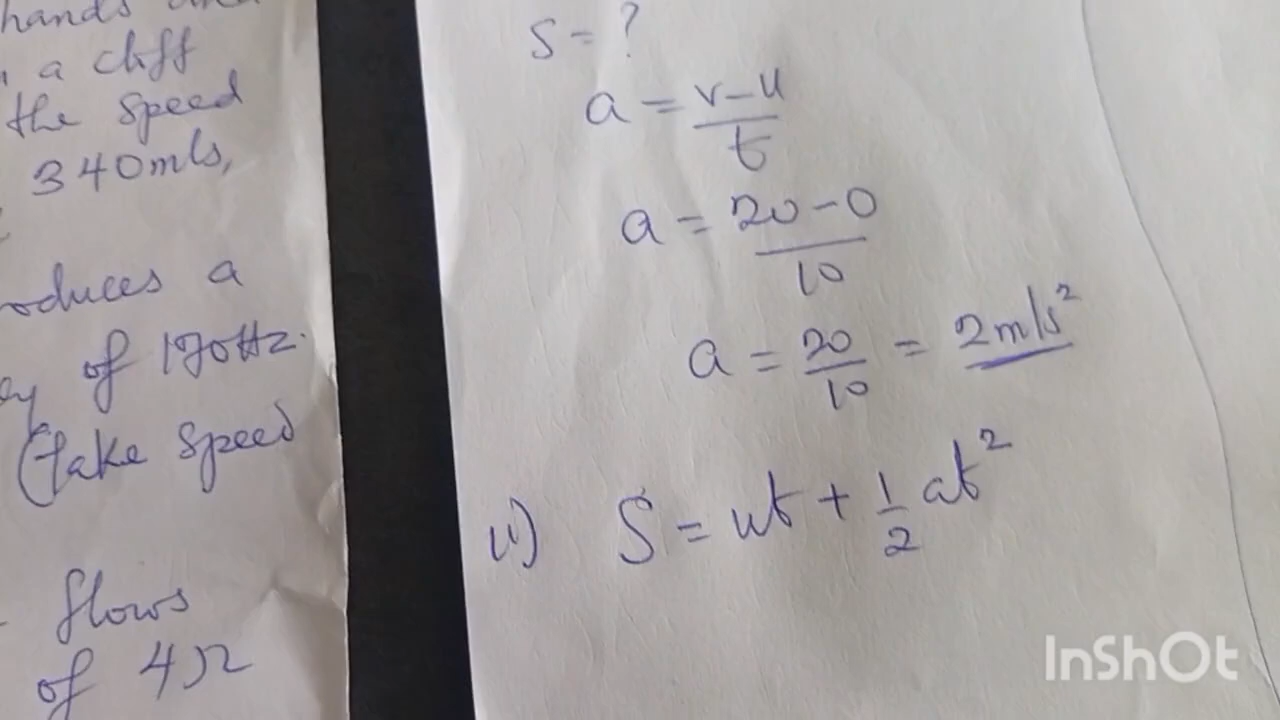 hands and
a cliff
the speed
340m/s,
oduces a
of 170Hz.
(take speed
flows
of 4Ω
S = ?
a = v-u/t
a = 20-0/10
a = 20/10 = 2m/s²
ii) S = ut + 1/2 at²
InShOt